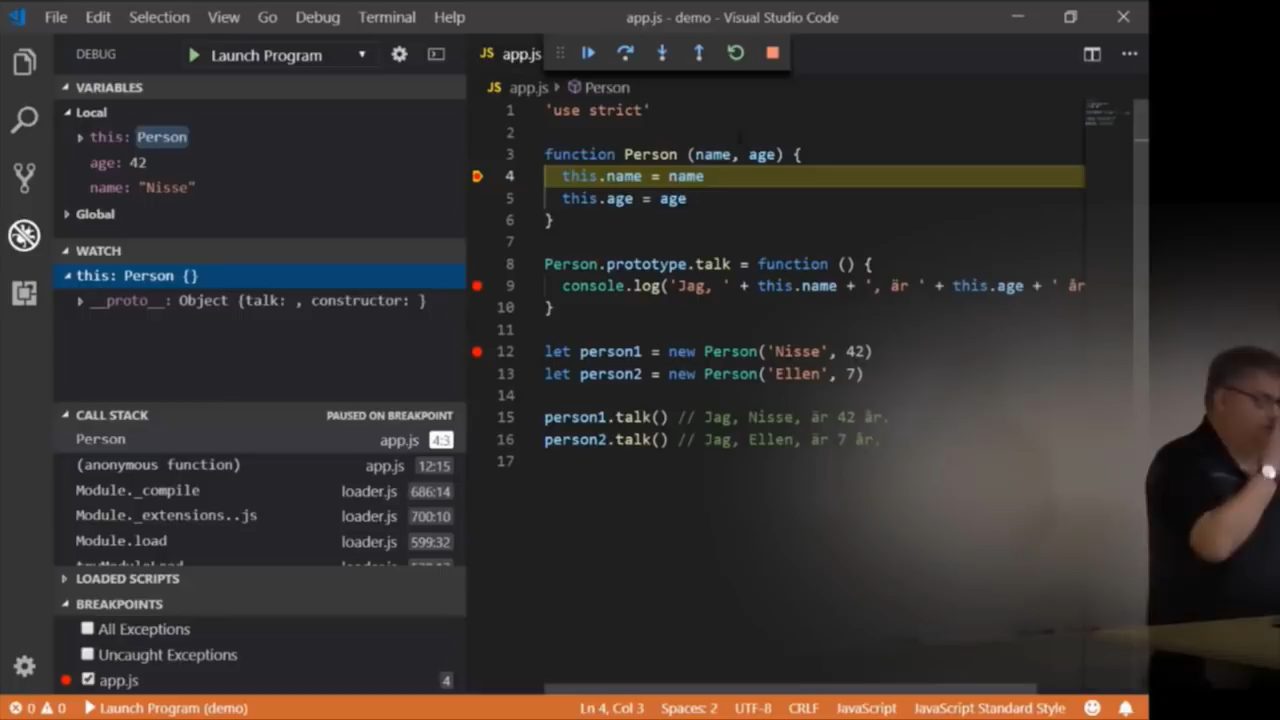 File Edit Selection View Go Debug Terminal Help
app.js - demo - Visual Studio Code
DEBUG
Launch Program
VARIABLES
Local
this: Person
age: 42
name: "Nisse"
Global
WATCH
this: Person {}
__proto__: Object {talk: , constructor: }
CALL STACK
PAUSED ON BREAKPOINT
Person app.js 4:3
(anonymous function) app.js 12:15
Module._compile loader.js 686:14
Module._extensions..js loader.js 700:10
Module.load loader.js 599:32
LOADED SCRIPTS
BREAKPOINTS
All Exceptions
Uncaught Exceptions
app.js 4
JS app.js
JS app.js Person
1 'use strict'
2
3 function Person (name, age) {
4 this.name = name
5 this.age = age
6 }
7
8 Person.prototype.talk = function () {
9 console.log('Jag, ' + this.name + ', är ' + this.age + ' år
10 }
11
12 let person1 = new Person('Nisse', 42)
13 let person2 = new Person('Ellen', 7)
14
15 person1.talk() // Jag, Nisse, är 42 år.
16 person2.talk() // Jag, Ellen, är 7 år.
17
0 0 Launch Program (demo) Ln 4, Col 3 Spaces: 2 UTF-8 CRLF JavaScript JavaScript Standard Style